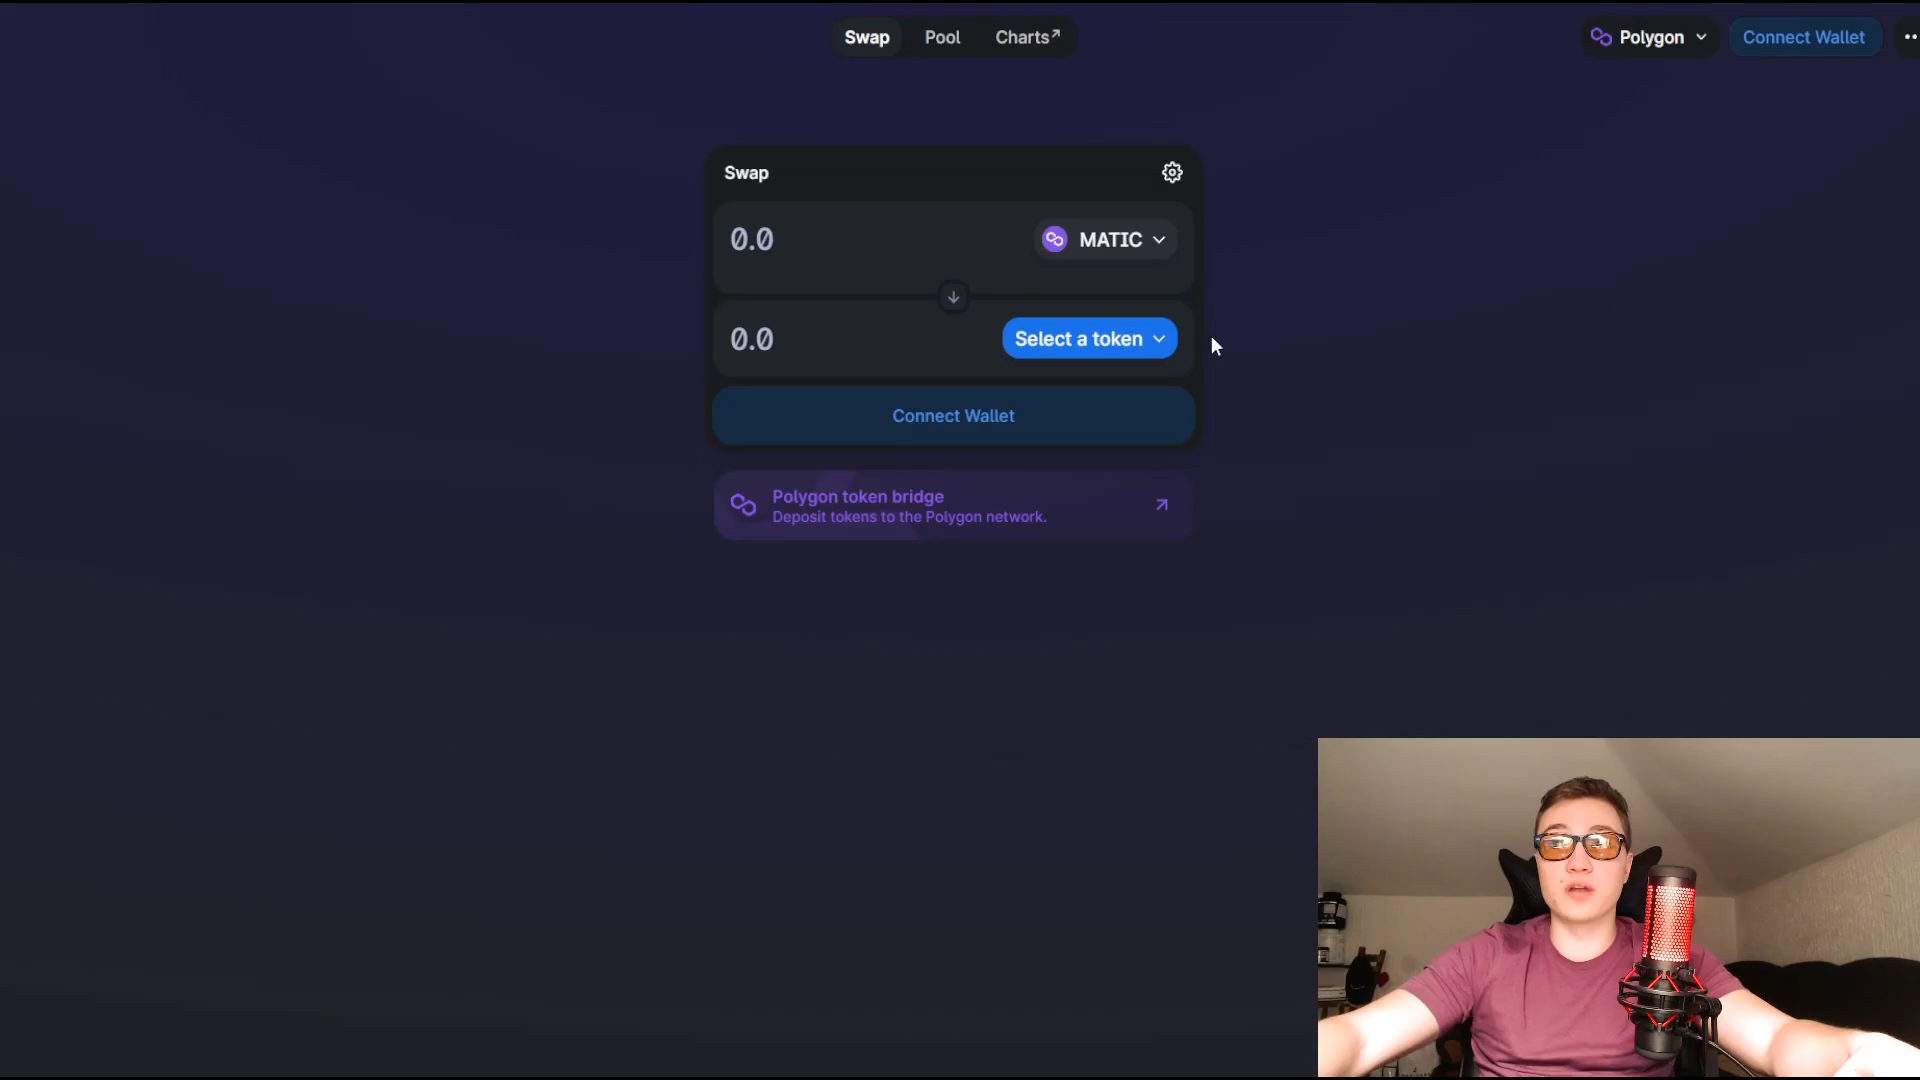 Swap Pool Charts↗ Polygon Connect Wallet
Swap
0.0 MATIC
0.0 Select a token
Connect Wallet
Polygon token bridge
Deposit tokens to the Polygon network.